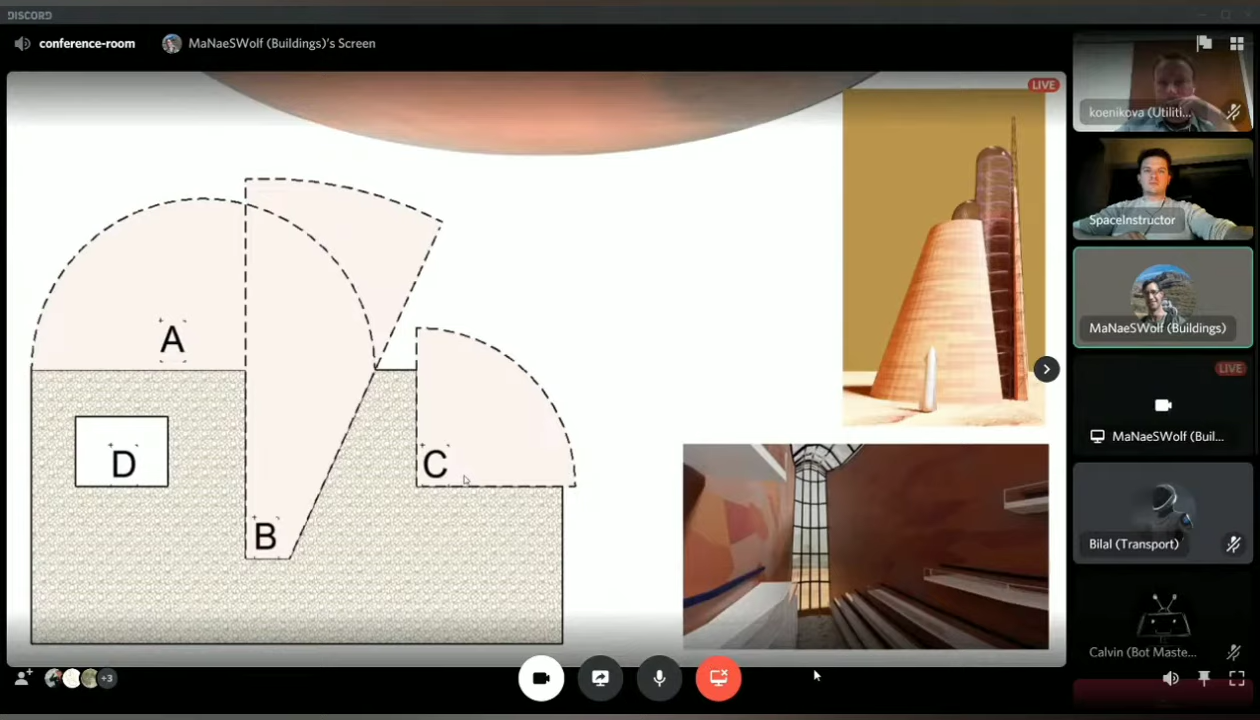 DISCORD
conference-room
MaNaeSWolf (Buildings)'s Screen
LIVE
koenikova (Utiliti...
SpaceInstructor
MaNaeSWolf (Buildings)
LIVE
MaNaeSWolf (Buil...
Bilal (Transport)
Calvin (Bot Maste...
A
D
C
B
+3